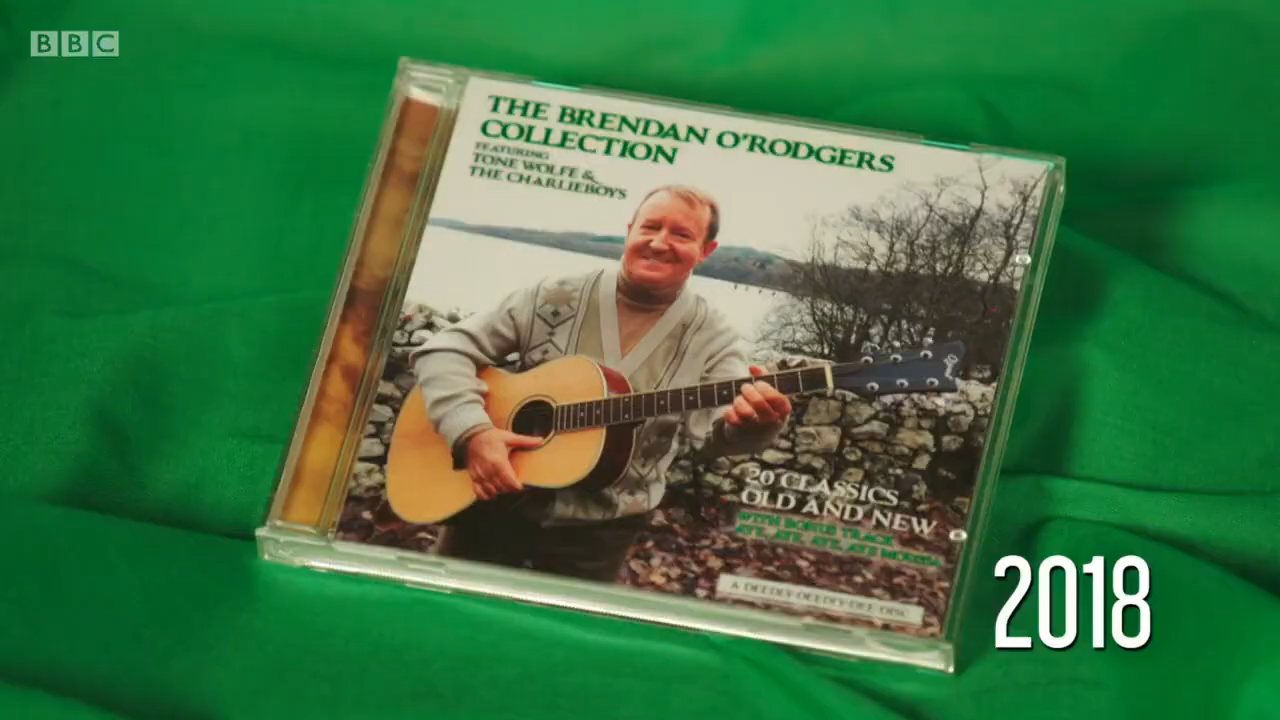 BBC
THE BRENDAN O'RODGERS
COLLECTION
FEATURING
TONE WOLFE &
THE CHARLIEBOYS
20 CLASSICS
OLD AND NEW
WITH BONUS TRACK
AYE, AYE, AYE, AYE MOUSSA
A DEEDLY-DEEDLY-DEE DISC
2018